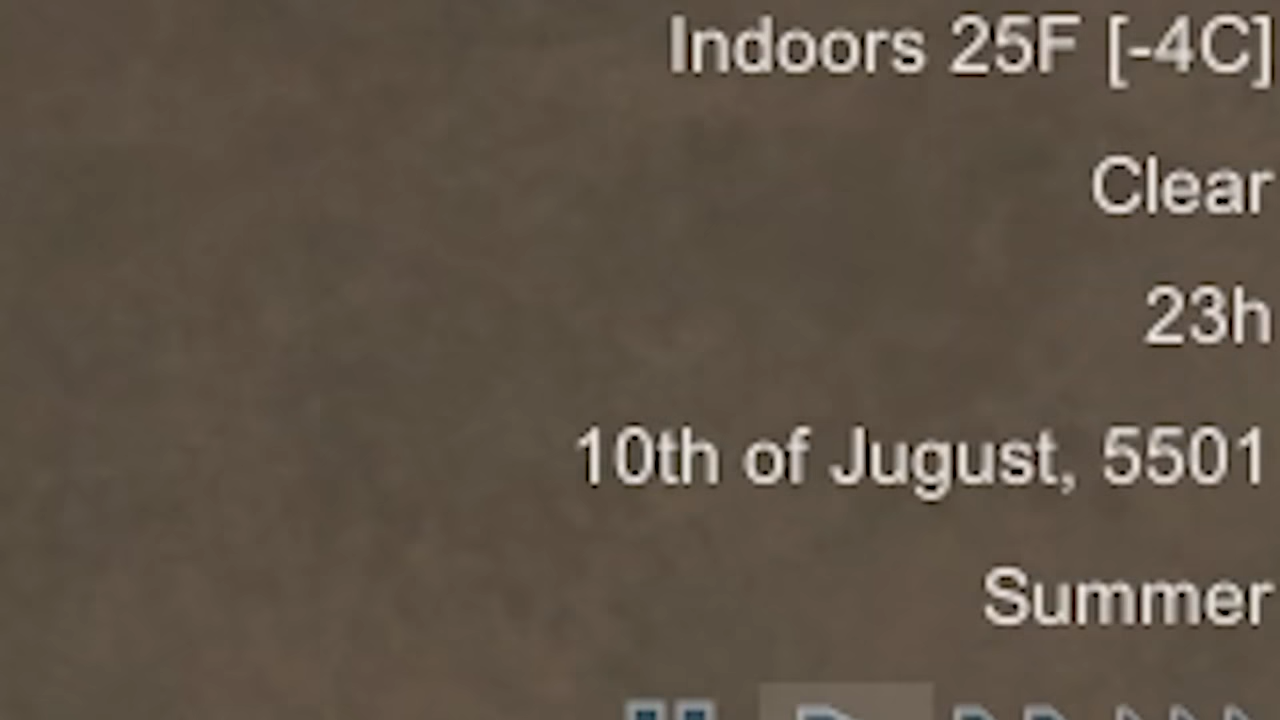 Indoors 25F [-4C]
Clear
23h
10th of Jugust, 5501
Summer